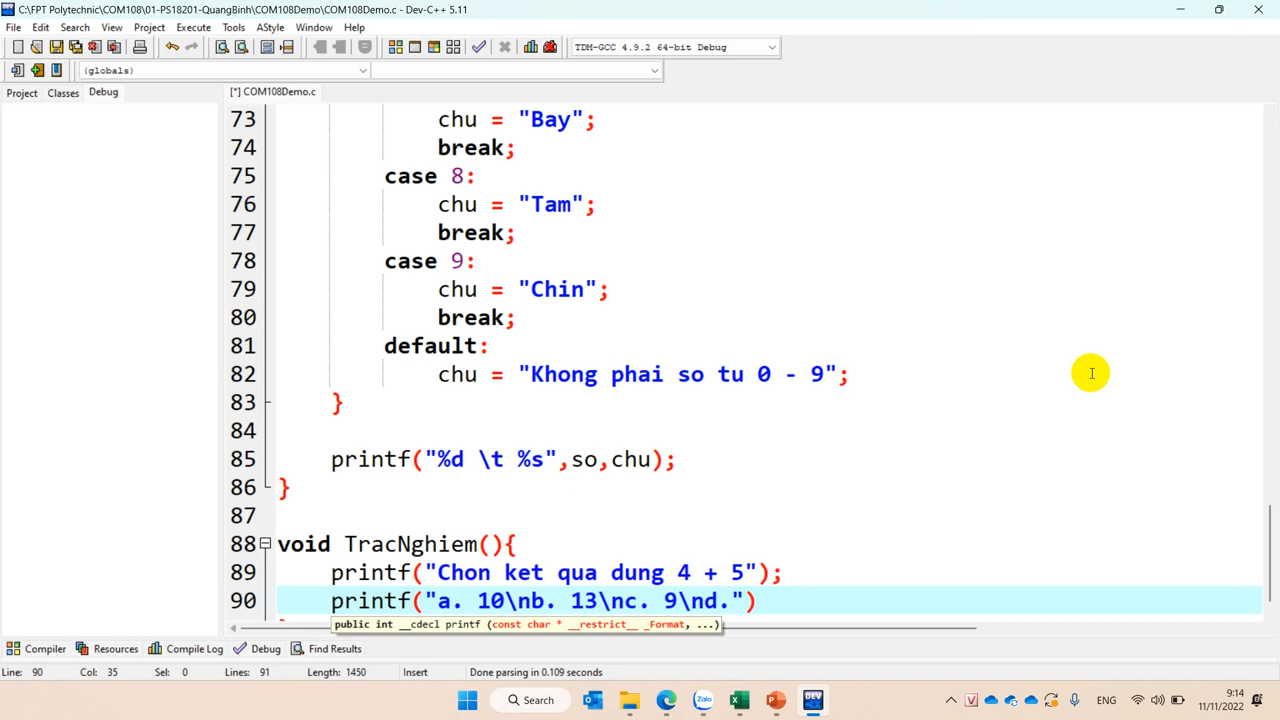 C:\FPT Polytechnic\COM108\01-PS18201-QuangBinh\COM108Demo\COM108Demo.c - Dev-C++ 5.11
File Edit Search View Project Execute Tools AStyle Window Help
TDM-GCC 4.9.2 64-bit Debug
(globals)
Project Classes Debug
[*] COM108Demo.c
73 chu = "Bay";
74 break;
75 case 8:
76 chu = "Tam";
77 break;
78 case 9:
79 chu = "Chin";
80 break;
81 default:
82 chu = "Khong phai so tu 0 - 9";
83 }
84
85 printf("%d \t %s",so,chu);
86 }
87
88 void TracNghiem(){
89 printf("Chon ket qua dung 4 + 5");
90 printf("a. 10\nb. 13\nc. 9\nd.")
public int __cdecl printf (const char * __restrict__ _Format, ...)
Compiler Resources Compile Log Debug Find Results
Line: 90 Col: 35 Sel: 0 Lines: 91 Length: 1450 Insert Done parsing in 0.109 seconds
Search
Zalo
DEV
ENG
9:14
11/11/2022